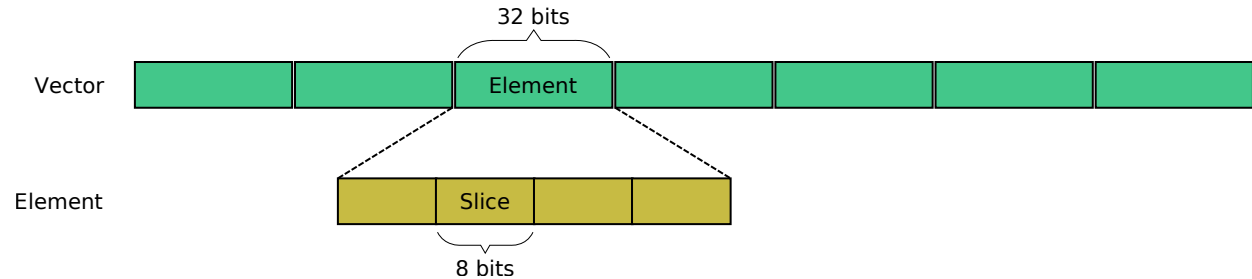 32 bits
Vector
Element
Element
Slice
8 bits